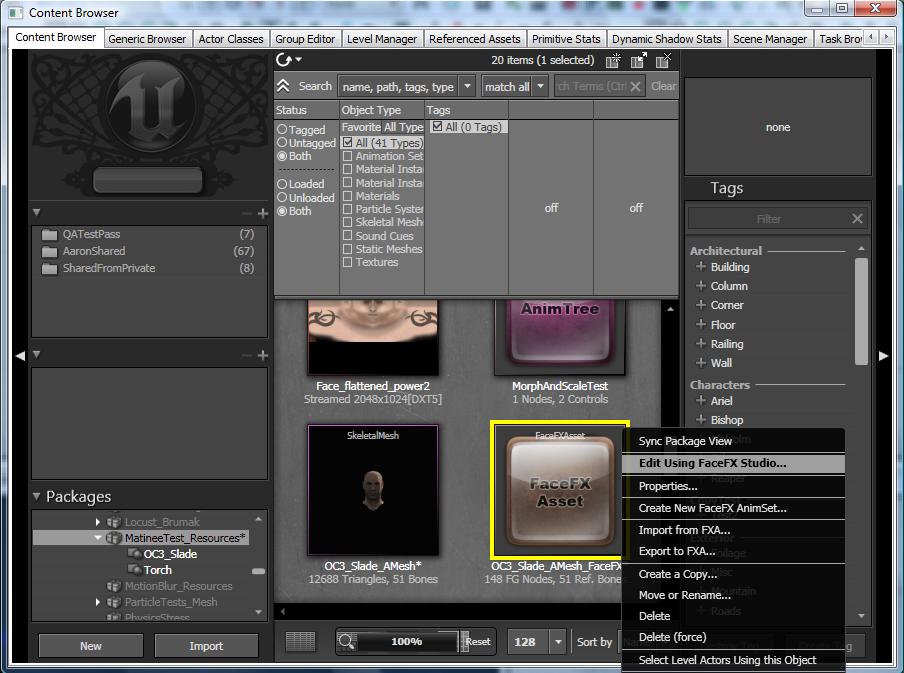 Content Browser
Content Browser Generic Browser Actor Classes Group Editor Level Manager Referenced Assets Primitive Stats Dynamic Shadow Stats Scene Manager Task Brov
20 items (1 selected)
Search name, path, tags, type match all ch Terms (Ctrl Clear
Status Object Type Tags
Tagged
Untagged
Both
Loaded
Unloaded
Both
Favorite All Type
All (41 Types)
Animation Set
Material Insta
Material Insta
Materials
Particle System
Skeletal Mesh
Sound Cues
Static Meshes
Textures
All (0 Tags)
off
off
none
Tags
Filter
Architectural
Building
Column
Corner
Floor
Railing
Wall
Characters
Ariel
Bishop
QATestPass (7)
AaronShared (67)
SharedFromPrivate (8)
Packages
Locust_Brumak
MatineeTest_Resources*
OC3_Slade
Torch
MotionBlur_Resources
ParticleTests_Mesh
PhysicsStress
New Import
Face_flattened_power2
Streamed 2048x1024[DXT5]
AnimTree
MorphAndScaleTest
1 Nodes, 2 Controls
SkeletalMesh
OC3_Slade_AMesh*
12688 Triangles, 51 Bones
FaceFXAsset
FaceFX
Asset
OC3_Slade_AMesh_FaceFX
148 FG Nodes, 51 Ref. Bones
100% Reset 128 Sort by
Sync Package View
Edit Using FaceFX Studio...
Properties...
Create New FaceFX AnimSet...
Import from FXA...
Export to FXA...
Create a Copy...
Move or Rename...
Delete
Delete (force)
Select Level Actors Using this Object